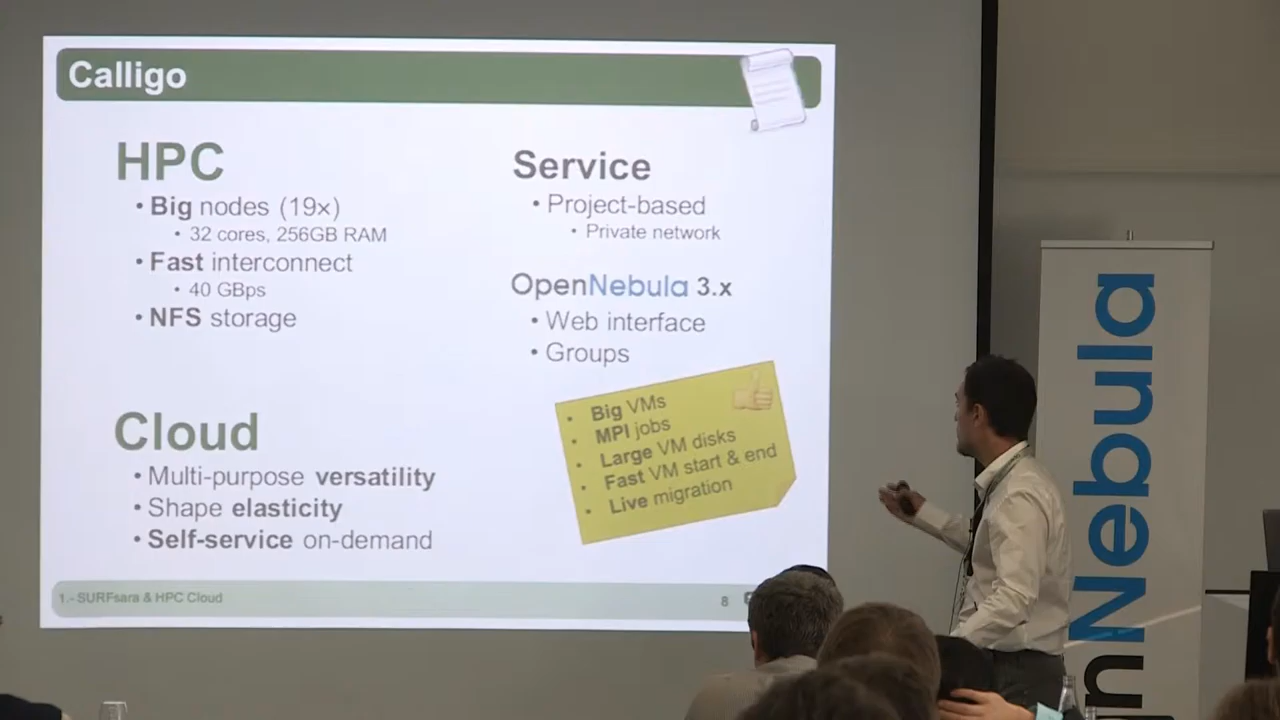 Calligo
HPC
• Big nodes (19x)
• 32 cores, 256GB RAM
• Fast interconnect
• 40 GBps
• NFS storage
Cloud
• Multi-purpose versatility
• Shape elasticity
• Self-service on-demand
Service
• Project-based
• Private network
OpenNebula 3.x
• Web interface
• Groups
• Big VMs
• MPI jobs
• Large VM disks
• Fast VM start & end
• Live migration
1.- SURFsara & HPC Cloud
8
nNebula